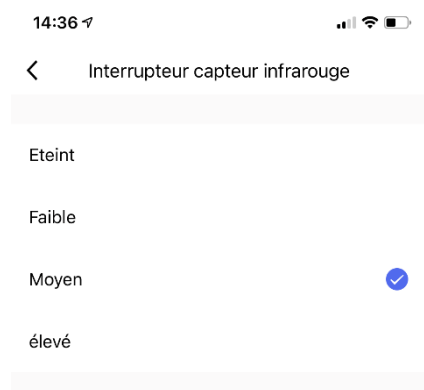 14:36
Interrupteur capteur infrarouge
Eteint
Faible
Moyen
élevé